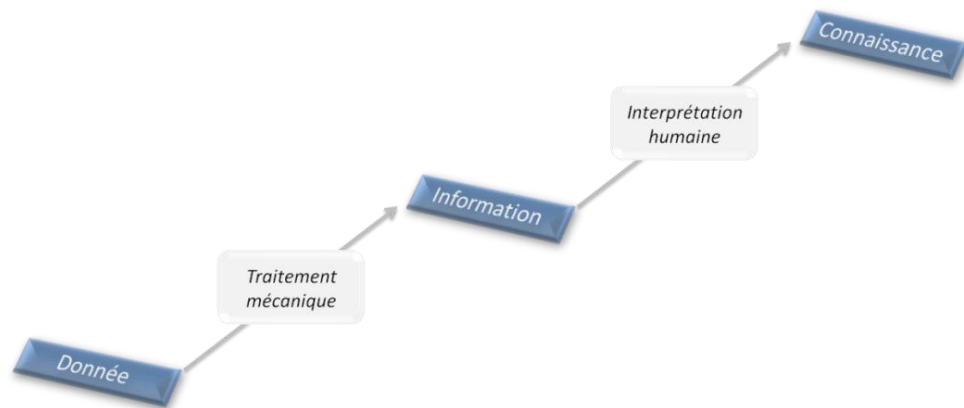 Connaissance
Interprétation
humaine
Information
Traitement
mécanique
Donnée